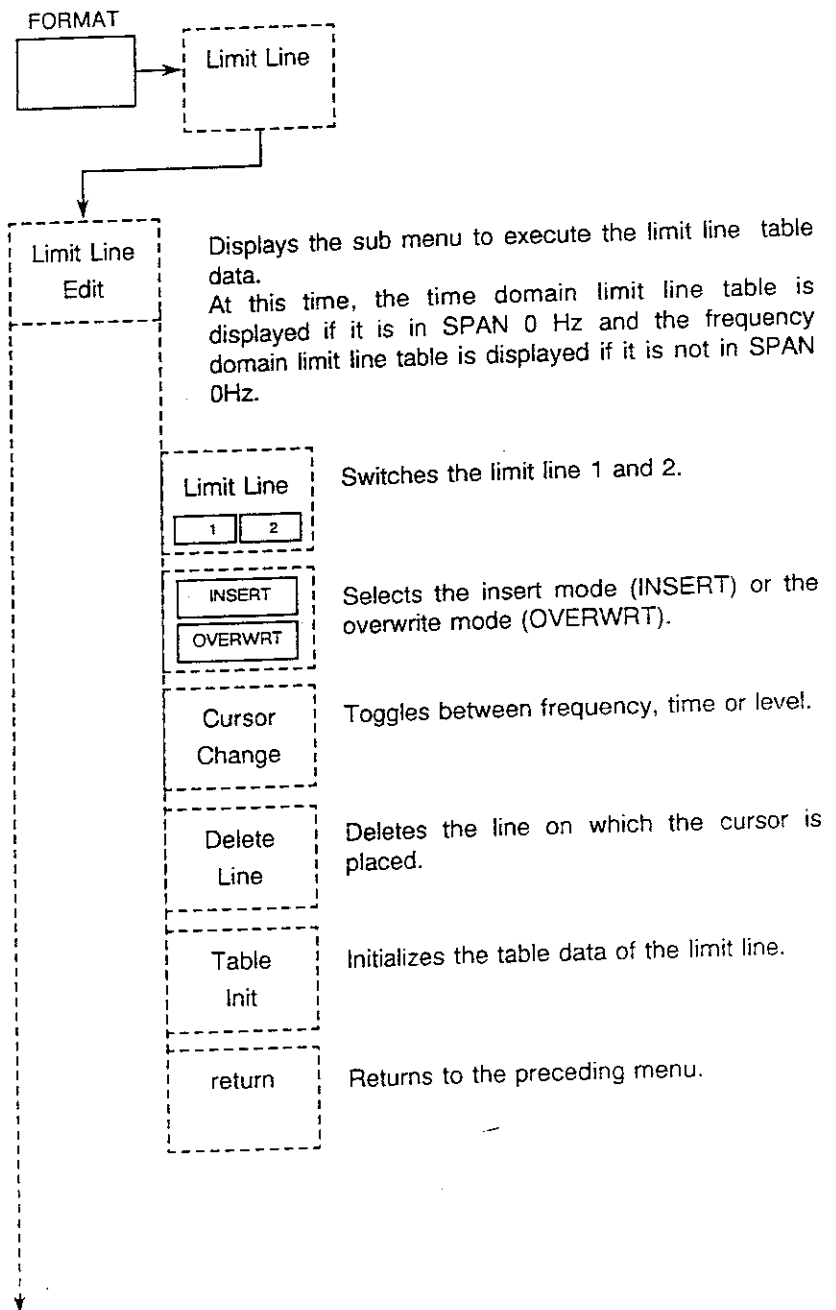 FORMAT
Limit Line
Limit Line
Edit
Displays the sub menu to execute the limit line table
data.
At this time, the time domain limit line table is
displayed if it is in SPAN 0 Hz and the frequency
domain limit line table is displayed if it is not in SPAN
0Hz.
Limit Line
1 2
Switches the limit line 1 and 2.
INSERT
OVERWRT
Selects the insert mode (INSERT) or the
overwrite mode (OVERWRT).
Cursor
Change
Toggles between frequency, time or level.
Delete
Line
Deletes the line on which the cursor is
placed.
Table
Init
Initializes the table data of the limit line.
return
Returns to the preceding menu.